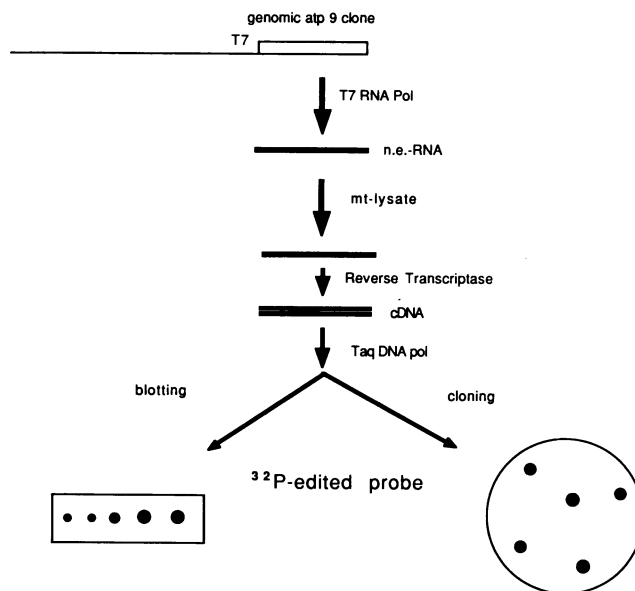 genomic atp 9 clone
T7
T7 RNA Pol
n.e.-RNA
mt-lysate
Reverse Transcriptase
cDNA
Taq DNA pol
blotting
cloning
³²P-edited probe